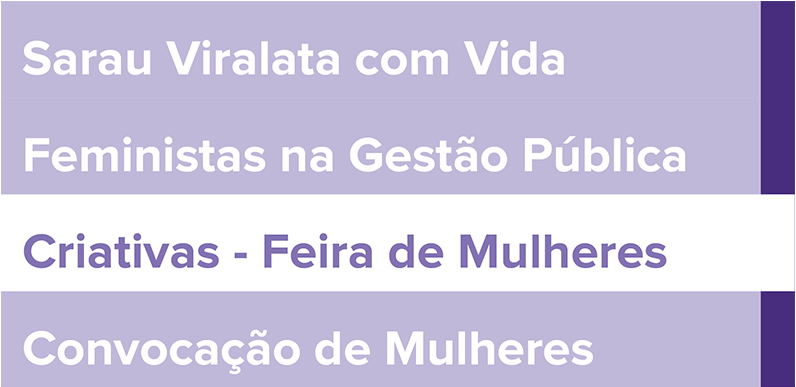 Sarau Viralata com Vida
Feministas na Gestão Pública
Criativas - Feira de Mulheres
Convocação de Mulheres